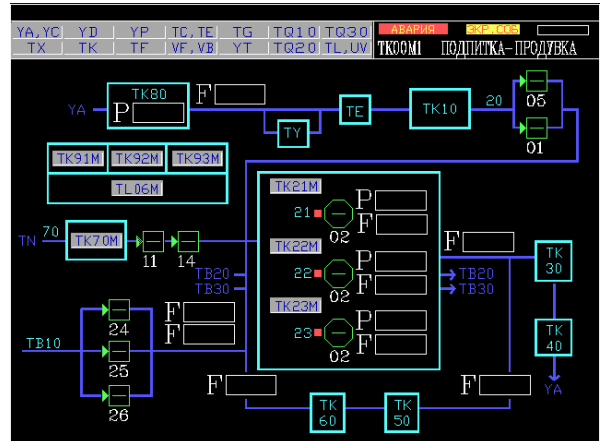 YA,YC YD YP TC,TE TG TQ10 TQ30 АВАРИЯ ЭКР.СОБ
TX TK TF VF,VB YT TQ20 TL,UV TK00M1 ПОДПИТКА-ПРОДУВКА
TK80 F
YA P TE TK10 20 05
TY
01
TK91M TK92M TK93M
TL06M
TK21M
21 P
F
02
TN 70 TK70M 11 14
TK22M
F
TK 30
TB20 22 P TB20
TB30 F TB30
02
TK23M
24 F
F
23 P
F
02
TB10 25
TK 40
26 F F YA
TK 60 TK 50